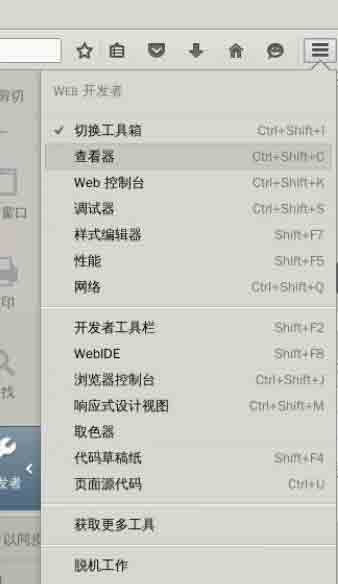 剪切
WEB 开发者
切换工具箱 Ctrl+Shift+I
查看器 Ctrl+Shift+C
Web 控制台 Ctrl+Shift+K
调试器 Ctrl+Shift+S
窗口
样式编辑器 Shift+F7
性能 Shift+F5
网络 Ctrl+Shift+Q
印
开发者工具栏 Shift+F2
WebIDE Shift+F8
浏览器控制台 Ctrl+Shift+J
找
响应式设计视图 Ctrl+Shift+M
取色器
代码草稿纸 Shift+F4
页面源代码 Ctrl+U
发者
获取更多工具
以同步
脱机工作